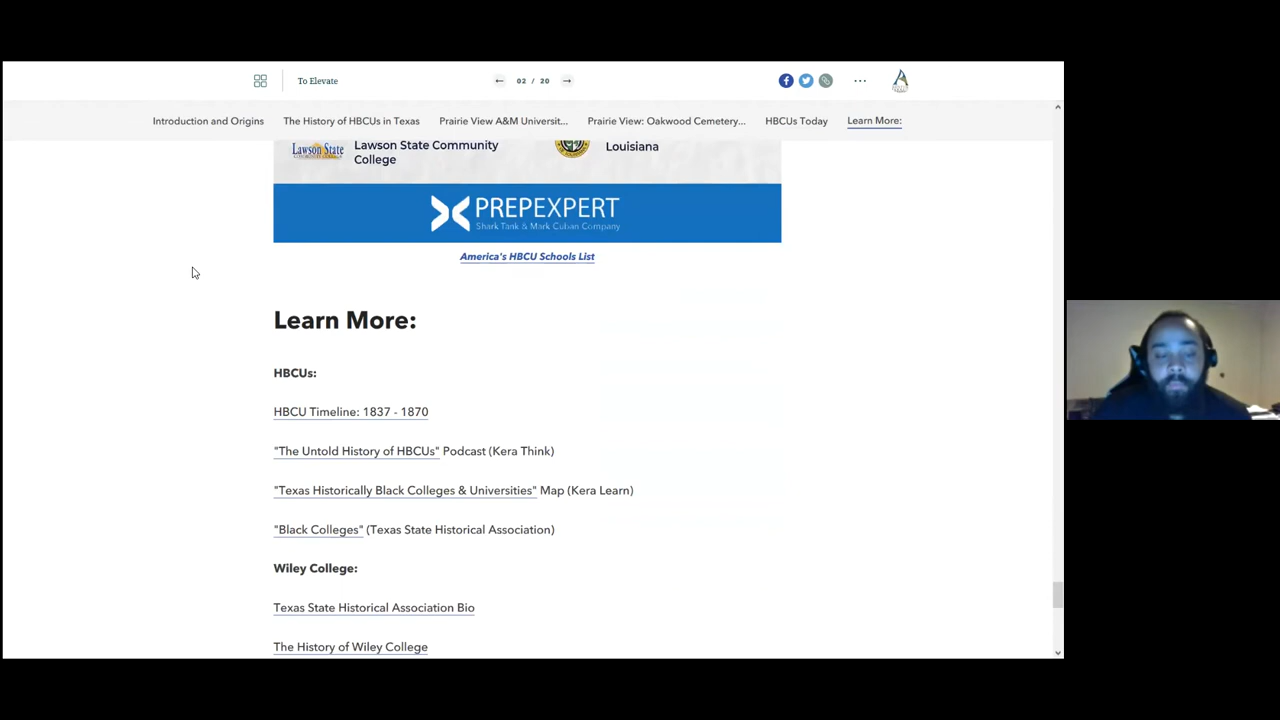 To Elevate
02 / 20
Introduction and Origins
The History of HBCUs in Texas
Prairie View A&M Universit...
Prairie View: Oakwood Cemetery...
HBCUs Today
Learn More:
Lawson State
Lawson State Community
College
Louisiana
PREPEXPERT
Shark Tank & Mark Cuban Company
America's HBCU Schools List
Learn More:
HBCUs:
HBCU Timeline: 1837 - 1870
"The Untold History of HBCUs" Podcast (Kera Think)
"Texas Historically Black Colleges & Universities" Map (Kera Learn)
"Black Colleges" (Texas State Historical Association)
Wiley College:
Texas State Historical Association Bio
The History of Wiley College